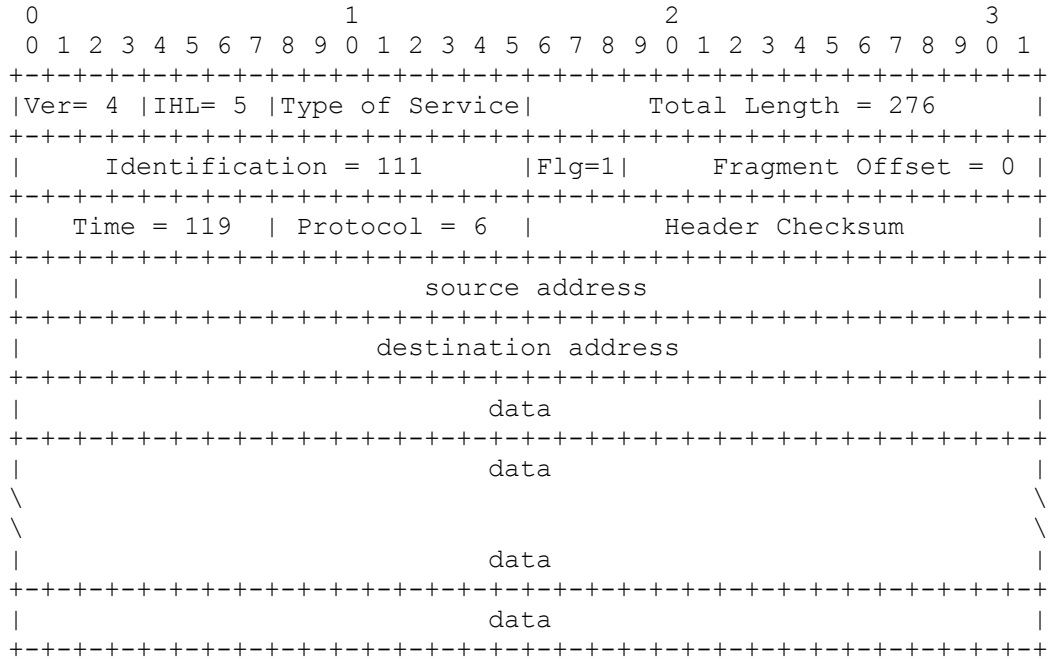 0                   1                   2                   3
0 1 2 3 4 5 6 7 8 9 0 1 2 3 4 5 6 7 8 9 0 1 2 3 4 5 6 7 8 9 0 1
+-+-+-+-+-+-+-+-+-+-+-+-+-+-+-+-+-+-+-+-+-+-+-+-+-+-+-+-+-+-+-+-+
|Ver= 4 |IHL= 5 |Type of Service|       Total Length = 276      |
+-+-+-+-+-+-+-+-+-+-+-+-+-+-+-+-+-+-+-+-+-+-+-+-+-+-+-+-+-+-+-+-+
|     Identification = 111      |Flg=1|     Fragment Offset = 0 |
+-+-+-+-+-+-+-+-+-+-+-+-+-+-+-+-+-+-+-+-+-+-+-+-+-+-+-+-+-+-+-+-+
|   Time = 119  | Protocol = 6  |        Header Checksum        |
+-+-+-+-+-+-+-+-+-+-+-+-+-+-+-+-+-+-+-+-+-+-+-+-+-+-+-+-+-+-+-+-+
|                         source address                        |
+-+-+-+-+-+-+-+-+-+-+-+-+-+-+-+-+-+-+-+-+-+-+-+-+-+-+-+-+-+-+-+-+
|                      destination address                      |
+-+-+-+-+-+-+-+-+-+-+-+-+-+-+-+-+-+-+-+-+-+-+-+-+-+-+-+-+-+-+-+-+
|                             data                              |
+-+-+-+-+-+-+-+-+-+-+-+-+-+-+-+-+-+-+-+-+-+-+-+-+-+-+-+-+-+-+-+-+
|                             data                              |
\                                                               \
\                                                               \
|                             data                              |
+-+-+-+-+-+-+-+-+-+-+-+-+-+-+-+-+-+-+-+-+-+-+-+-+-+-+-+-+-+-+-+-+
|                             data                              |
+-+-+-+-+-+-+-+-+-+-+-+-+-+-+-+-+-+-+-+-+-+-+-+-+-+-+-+-+-+-+-+-+